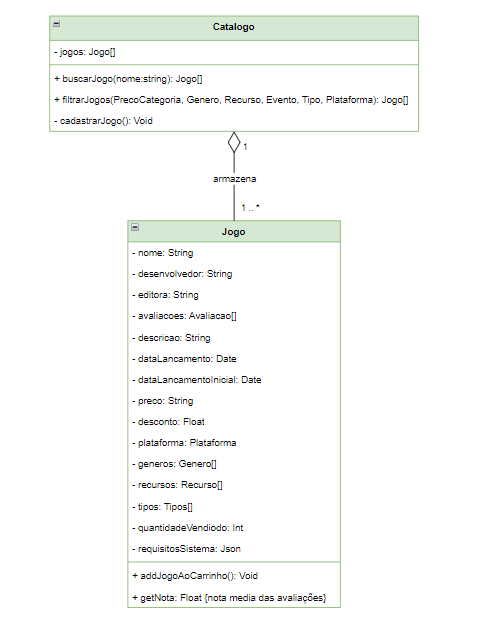 Catalogo
- jogos: Jogo[]
+ buscarJogo(nome:string): Jogo[]
+ filtrarJogos(PrecoCategoria, Genero, Recurso, Evento, Tipo, Plataforma): Jogo[]
- cadastrarJogo(): Void
1
armazena
1 .. *
Jogo
- nome: String
- desenvolvedor: String
- editora: String
- avaliacoes: Avaliacao[]
- descricao: String
- dataLancamento: Date
- dataLancamentoInicial: Date
- preco: String
- desconto: Float
- plataforma: Plataforma
- generos: Genero[]
- recursos: Recurso[]
- tipos: Tipos[]
- quantidadeVendiodo: Int
- requisitosSistema: Json
+ addJogoAoCarrinho(): Void
+ getNota: Float {nota media das avaliações}